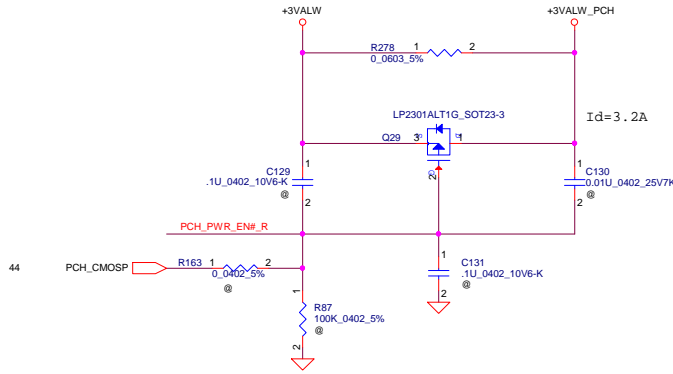 +3VALW
+3VALW_PCH
R278
1
2
0_0603_5%
LP2301ALT1G_SOT23-3
Id=3.2A
Q29
3
S
D
1
G
2
C129
1
.1U_0402_10V6-K
2
@
C130
1
0.01U_0402_25V7K
2
@
PCH_PWR_EN#_R
44
PCH_CMOSP
R163
1
2
0_0402_5%
@
C131
1
.1U_0402_10V6-K
2
@
1
R87
100K_0402_5%
@
2